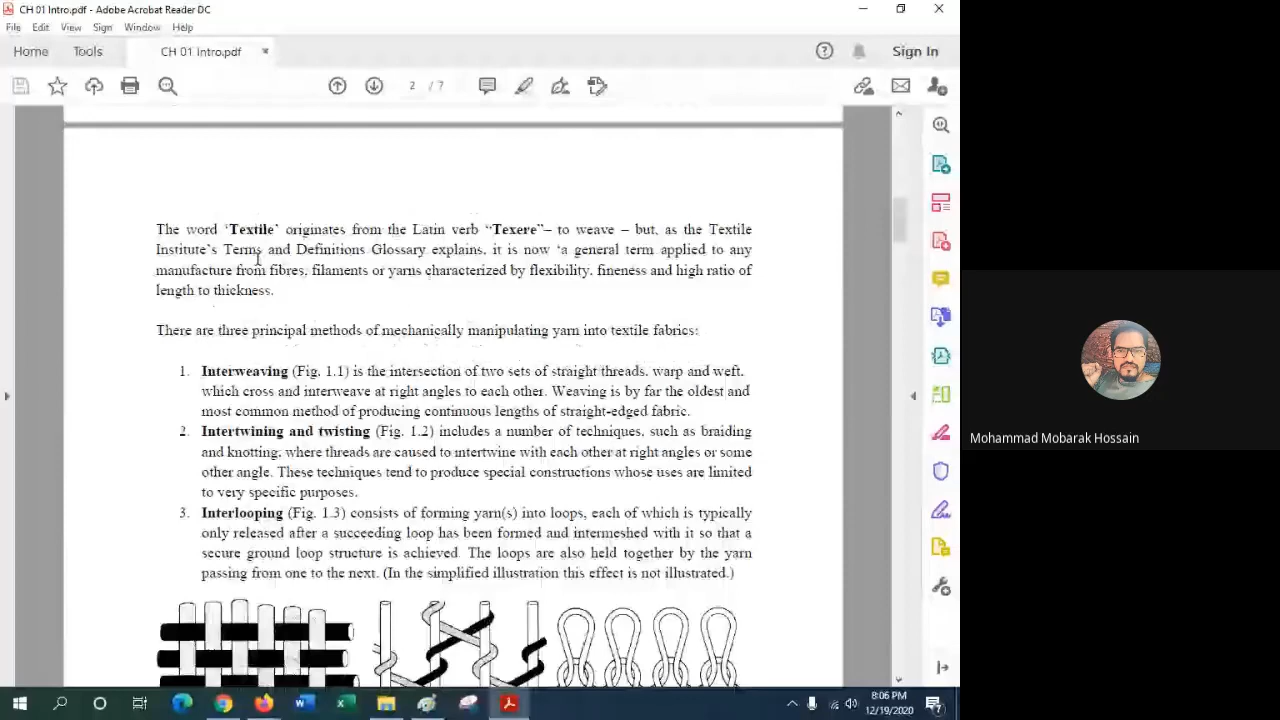 CH 01 Intro.pdf - Adobe Acrobat Reader DC
File Edit View Sign Window Help
Home Tools CH 01 Intro.pdf × Sign In
2 / 7
The word ‘Textile’ originates from the Latin verb “Texere”– to weave – but, as the Textile
Institute’s Terms and Definitions Glossary explains, it is now ‘a general term applied to any
manufacture from fibres, filaments or yarns characterized by flexibility, fineness and high ratio of
length to thickness.
There are three principal methods of mechanically manipulating yarn into textile fabrics:
1. Interweaving (Fig. 1.1) is the intersection of two sets of straight threads, warp and weft,
which cross and interweave at right angles to each other. Weaving is by far the oldest and
most common method of producing continuous lengths of straight-edged fabric.
2. Intertwining and twisting (Fig. 1.2) includes a number of techniques, such as braiding
and knotting, where threads are caused to intertwine with each other at right angles or some
other angle. These techniques tend to produce special constructions whose uses are limited
to very specific purposes.
3. Interlooping (Fig. 1.3) consists of forming yarn(s) into loops, each of which is typically
only released after a succeeding loop has been formed and intermeshed with it so that a
secure ground loop structure is achieved. The loops are also held together by the yarn
passing from one to the next. (In the simplified illustration this effect is not illustrated.)
Mohammad Mobarak Hossain
8:06 PM
12/19/2020